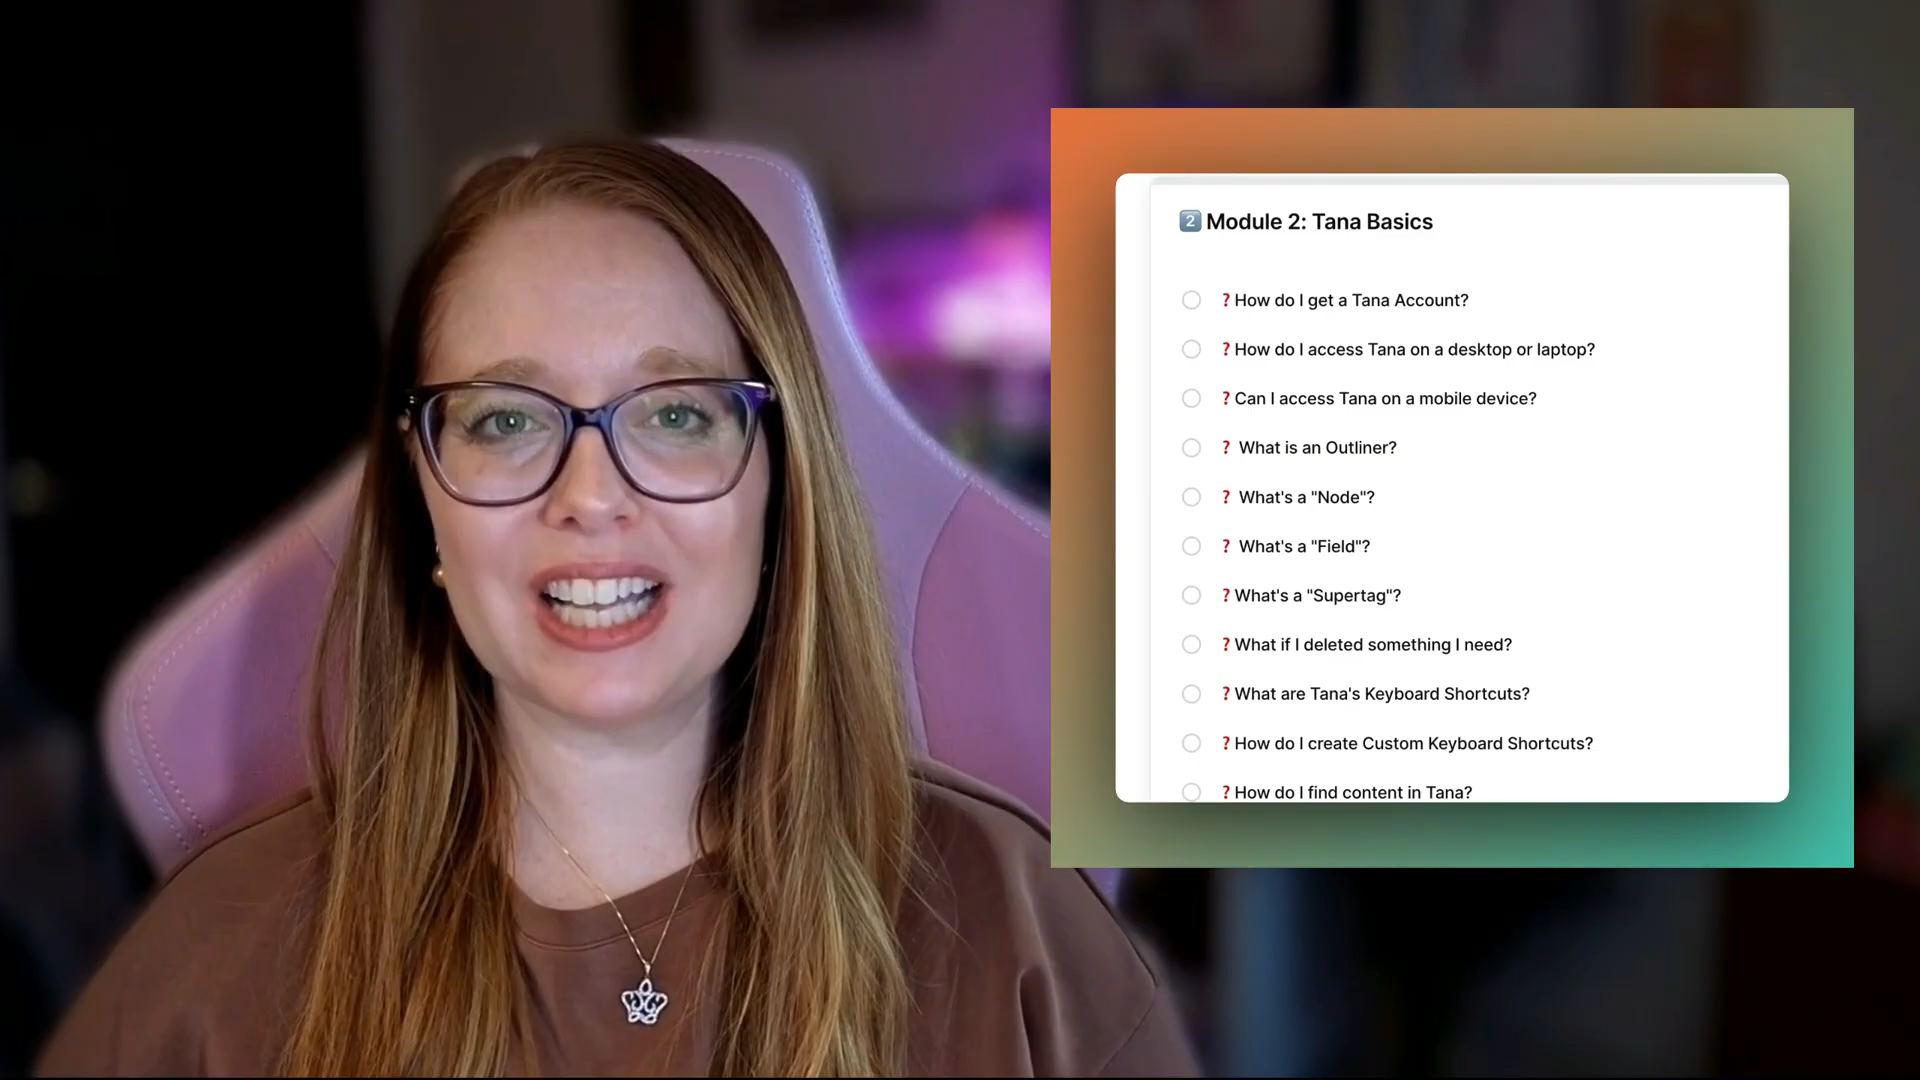 2 Module 2: Tana Basics
? How do I get a Tana Account?
? How do I access Tana on a desktop or laptop?
? Can I access Tana on a mobile device?
? What is an Outliner?
? What's a "Node"?
? What's a "Field"?
? What's a "Supertag"?
? What if I deleted something I need?
? What are Tana's Keyboard Shortcuts?
? How do I create Custom Keyboard Shortcuts?
? How do I find content in Tana?